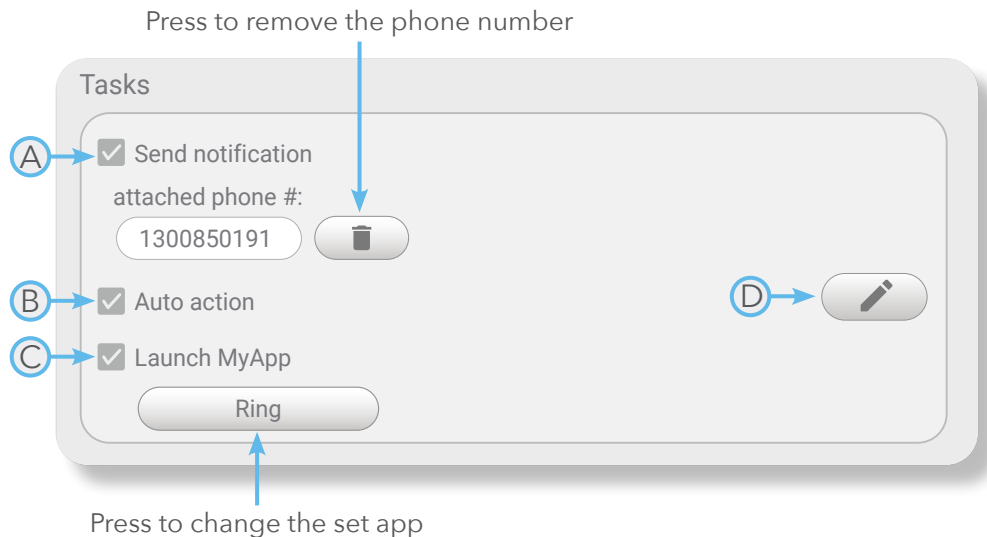 Press to remove the phone number
Tasks
A
Send notification
attached phone #:
1300850191
B
Auto action
D
C
Launch MyApp
Ring
Press to change the set app